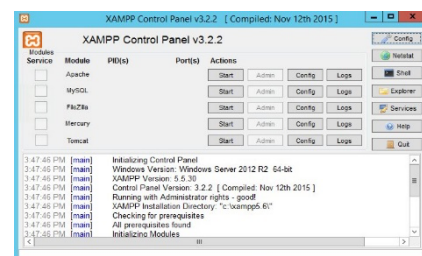 XAMPP Control Panel v3.2.2 [ Compiled: Nov 12th 2015 ]
XAMPP Control Panel v3.2.2
Config
Modules
Service Module PID(s) Port(s) Actions
Netstat
Apache Start Admin Config Logs
Shell
MySQL Start Admin Config Logs
Explorer
FileZilla Start Admin Config Logs
Services
Mercury Start Admin Config Logs
Help
Tomcat Start Admin Config Logs
Quit
3:47:46 PM [main] Initializing Control Panel
3:47:46 PM [main] Windows Version: Windows Server 2012 R2 64-bit
3:47:46 PM [main] XAMPP Version: 5.5.30
3:47:46 PM [main] Control Panel Version: 3.2.2 [ Compiled: Nov 12th 2015 ]
3:47:46 PM [main] Running with Administrator rights - good!
3:47:46 PM [main] XAMPP Installation Directory: "c:\xampp5.6\"
3:47:46 PM [main] Checking for prerequisites
3:47:46 PM [main] All prerequisites found
3:47:46 PM [main] Initializing Modules